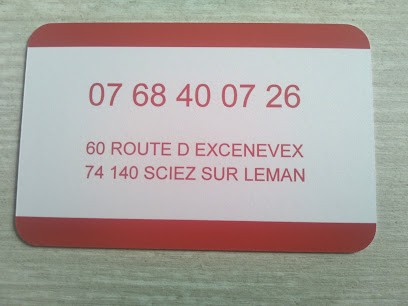 07 68 40 07 26
60 ROUTE D EXCENEVEX
74 140 SCIEZ SUR LEMAN